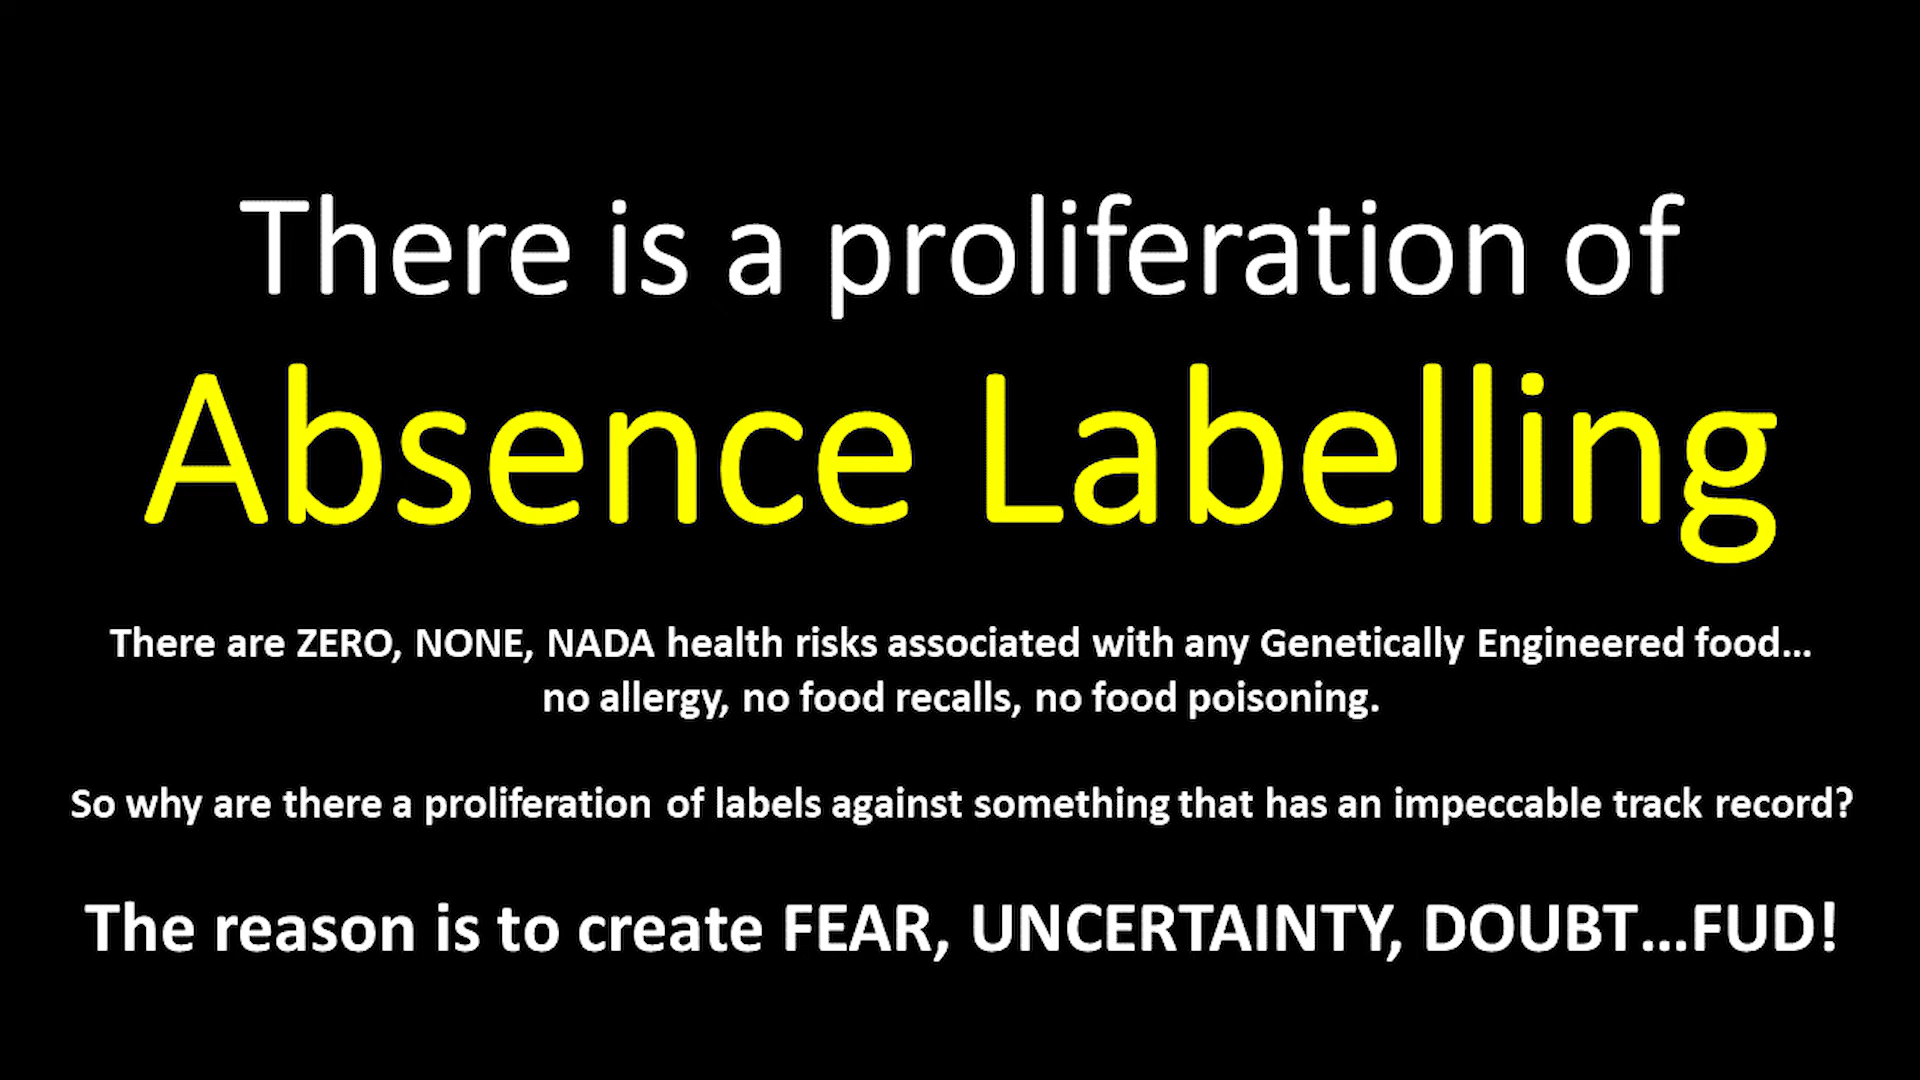 There is a proliferation of
Absence Labelling
There are ZERO, NONE, NADA health risks associated with any Genetically Engineered food...
no allergy, no food recalls, no food poisoning.
So why are there a proliferation of labels against something that has an impeccable track record?
The reason is to create FEAR, UNCERTAINTY, DOUBT...FUD!